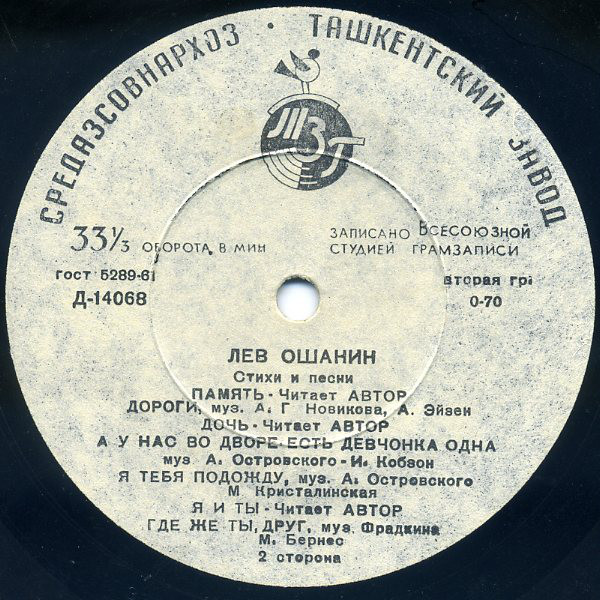 СРЕДАЗСОВНАРХОЗ · ТАШКЕНТСКИЙ ЗАВОД
ТЗГ
33⅓ ОБОРОТА В МИН
ЗАПИСАНО ВСЕСОЮЗНОЙ
СТУДИЕЙ ГРАМЗАПИСИ
ГОСТ 5289-61
вторая гр
Д-14068
0-70
ЛЕВ ОШАНИН
Стихи и песни
ПАМЯТЬ - Читает АВТОР
ДОРОГИ, муз. А. Г Новикова, А. Эйзен
ДОЧЬ - Читает АВТОР
А У НАС ВО ДВОРЕ ЕСТЬ ДЕВЧОНКА ОДНА
муз А. Островского - И. Кобзон
Я ТЕБЯ ПОДОЖДУ, муз. А. Островского
М. Кристалинская
Я И ТЫ - Читает АВТОР
ГДЕ ЖЕ ТЫ, ДРУГ, муз. Фрадкина
М. Бернес
2 сторона